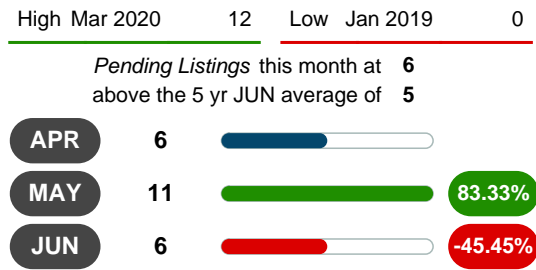 High Mar 2020 12 Low Jan 2019 0
Pending Listings this month at 6
above the 5 yr JUN average of 5
APR 6
MAY 11 83.33%
JUN 6 -45.45%